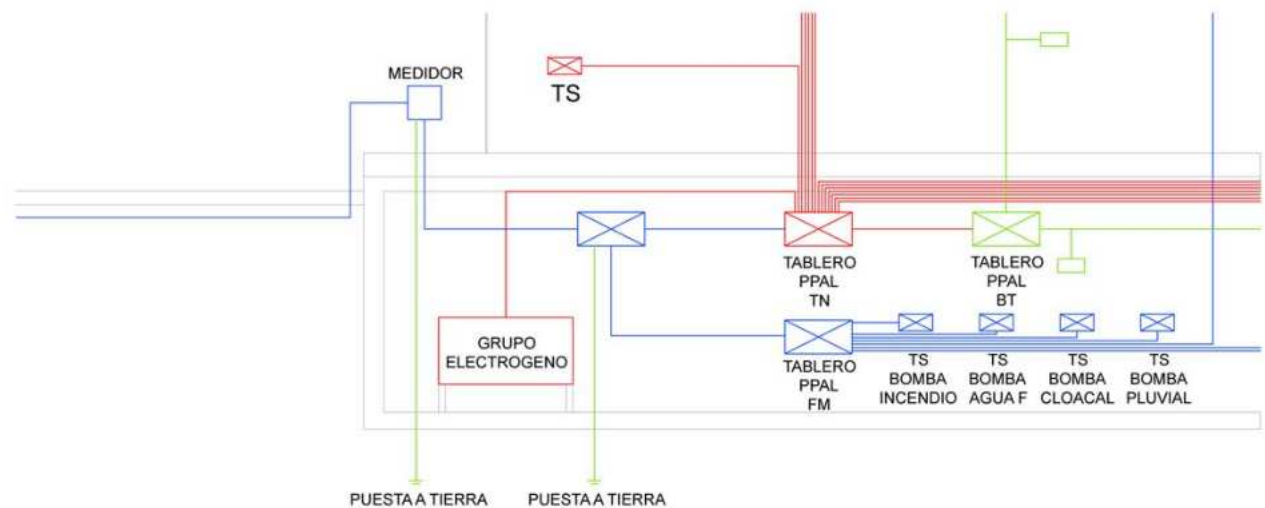 MEDIDOR
TS
TABLERO
PPAL
TN
TABLERO
PPAL
BT
GRUPO
ELECTROGENO
TABLERO
PPAL
FM
TS
BOMBA
INCENDIO
TS
BOMBA
AGUA F
TS
BOMBA
CLOACAL
TS
BOMBA
PLUVIAL
PUESTA A TIERRA
PUESTA A TIERRA